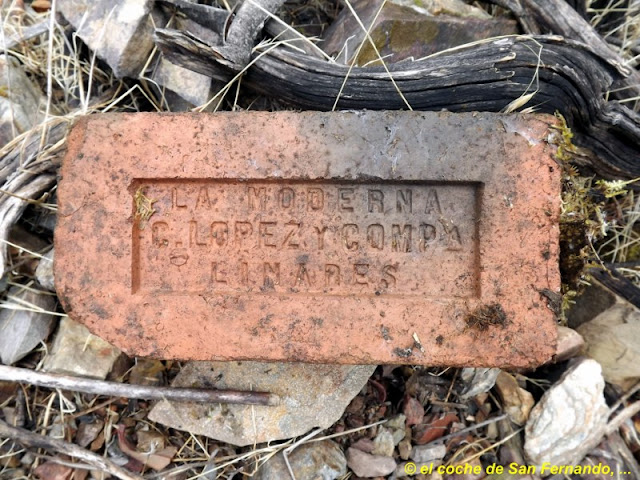 LA MODERNA
C. LOPEZ Y COMPA
LINARES
© el coche de San Fernando, ...